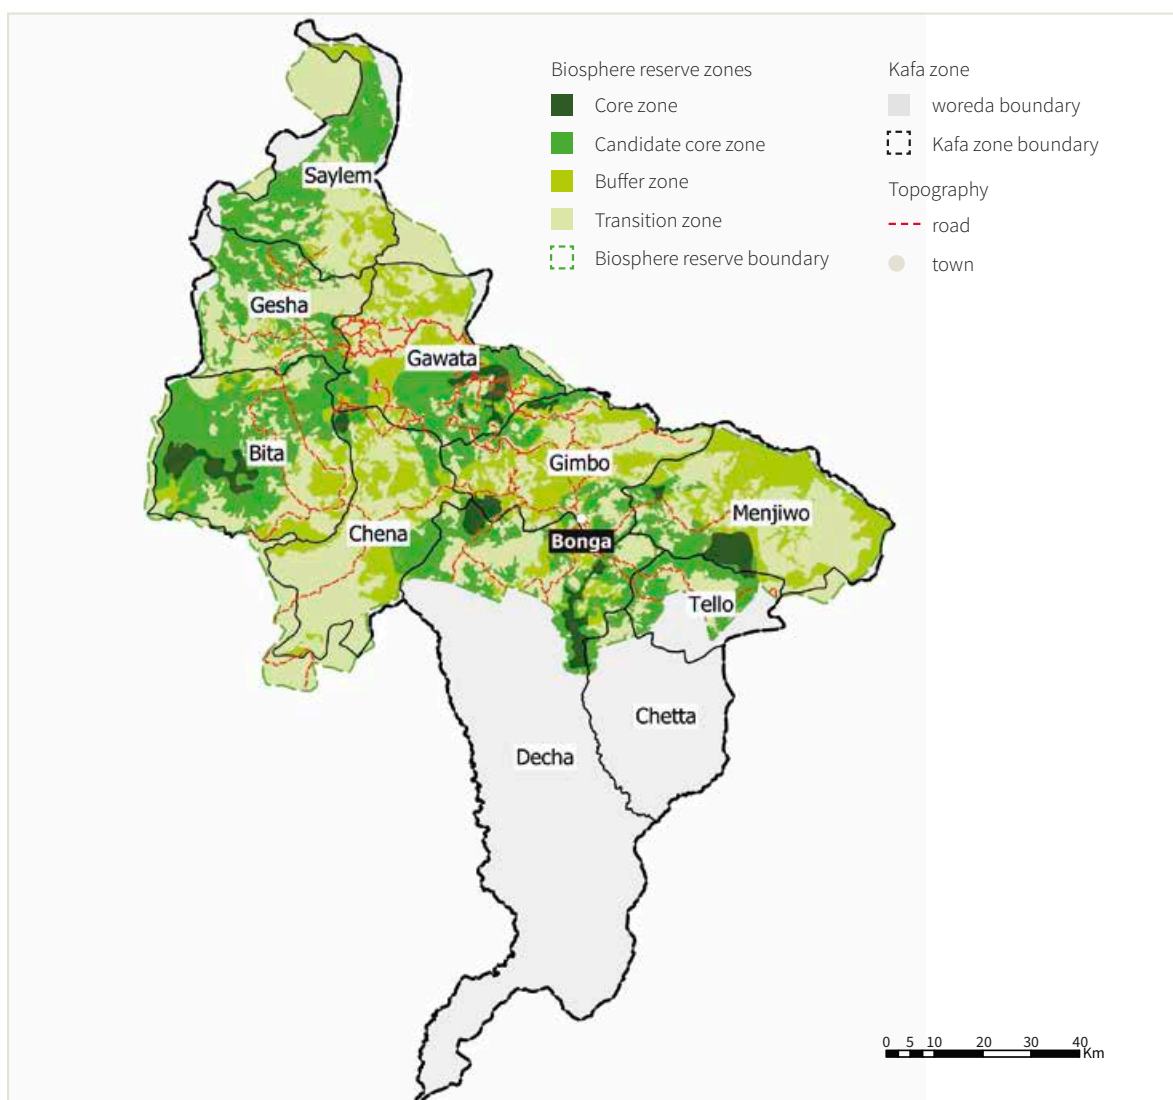 Biosphere reserve zones
Core zone
Candidate core zone
Buffer zone
Transition zone
Biosphere reserve boundary
Kafa zone
woreda boundary
Kafa zone boundary
Topography
road
town
Saylem
Gesha
Gawata
Bita
Gimbo
Menjiwo
Chena
Bonga
Tello
Chetta
Decha
0 5 10 20 30 40
Km